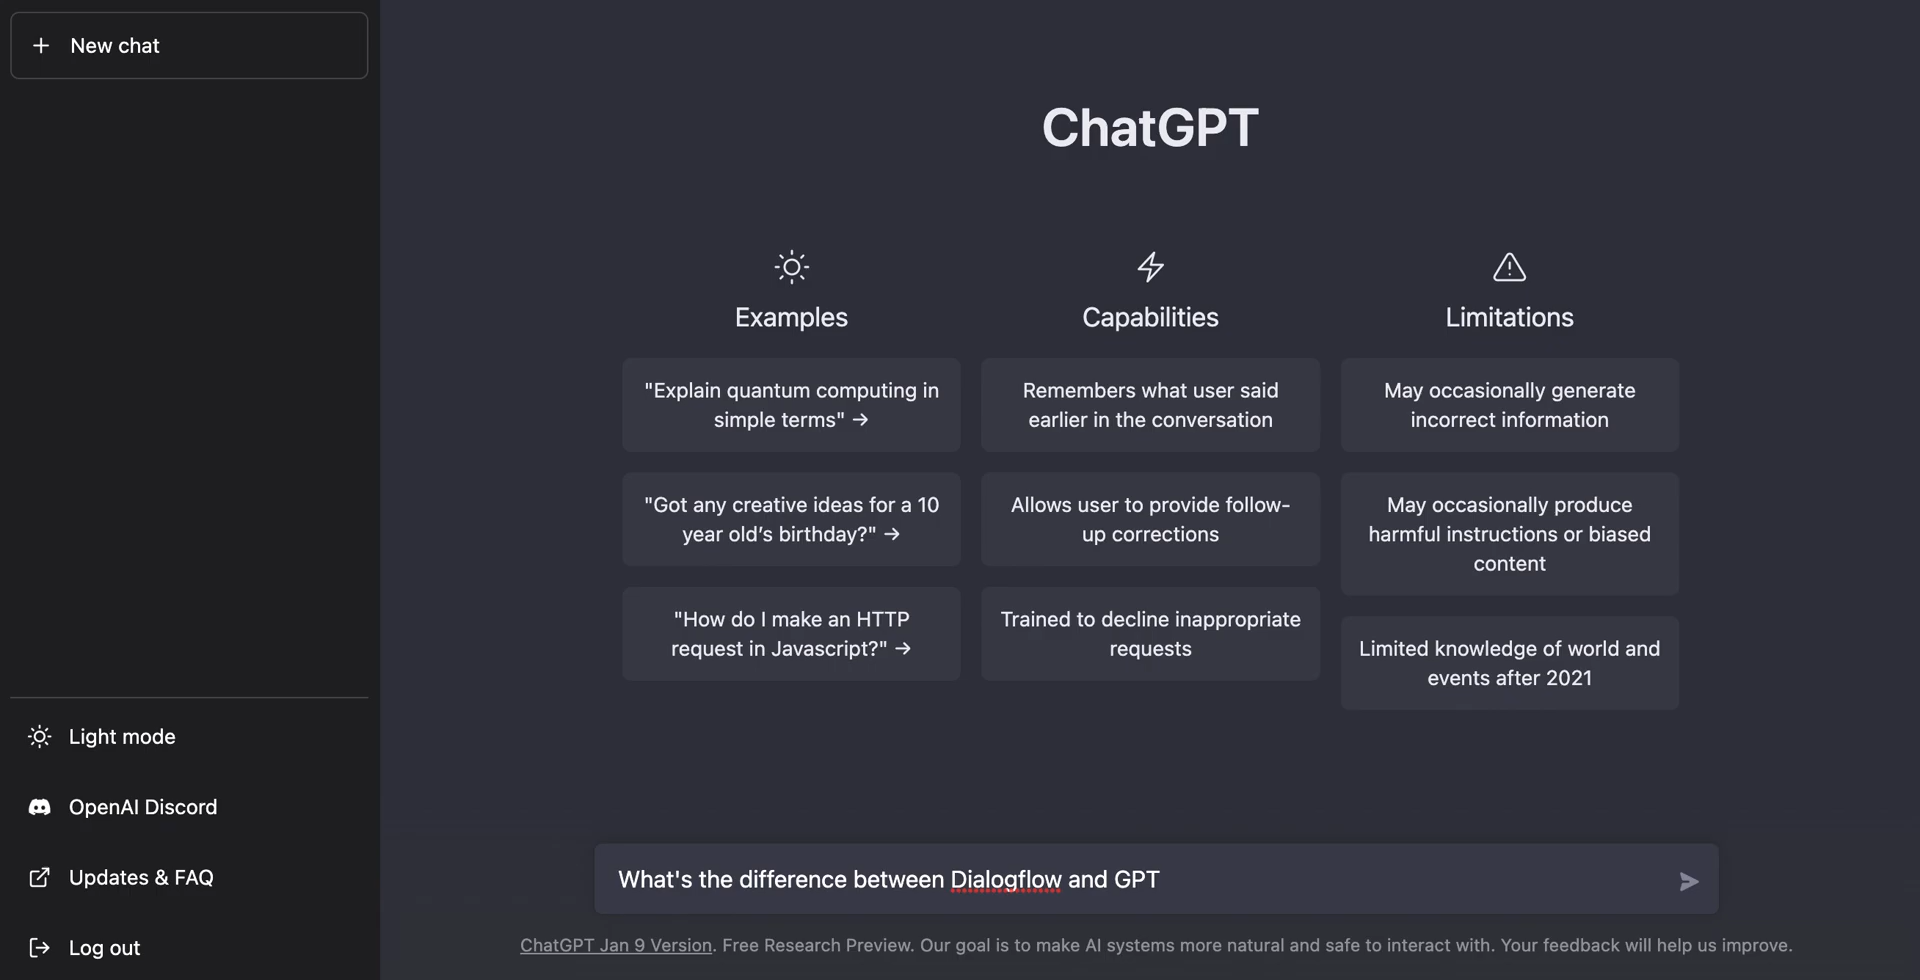 New chat
ChatGPT
Examples
"Explain quantum computing in
simple terms" →
"Got any creative ideas for a 10
year old’s birthday?" →
"How do I make an HTTP
request in Javascript?" →
Capabilities
Remembers what user said
earlier in the conversation
Allows user to provide follow-
up corrections
Trained to decline inappropriate
requests
Limitations
May occasionally generate
incorrect information
May occasionally produce
harmful instructions or biased
content
Limited knowledge of world and
events after 2021
Light mode
OpenAI Discord
Updates & FAQ
Log out
What's the difference between Dialogflow and GPT
ChatGPT Jan 9 Version. Free Research Preview. Our goal is to make AI systems more natural and safe to interact with. Your feedback will help us improve.